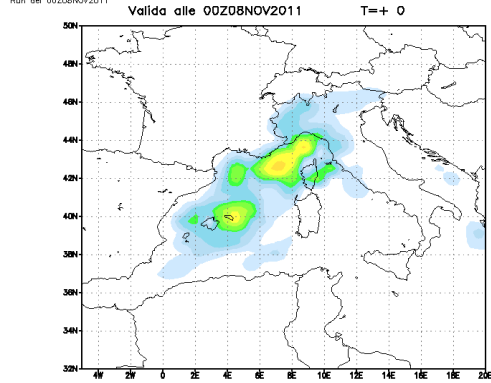 Run del 00Z08NOV2011
Valida alle 00Z08NOV2011 T=+ 0
50N
48N
46N
44N
42N
40N
38N
36N
34N
32N
4W 2W 0 2E 4E 6E 8E 10E 12E 14E 16E 18E 20E